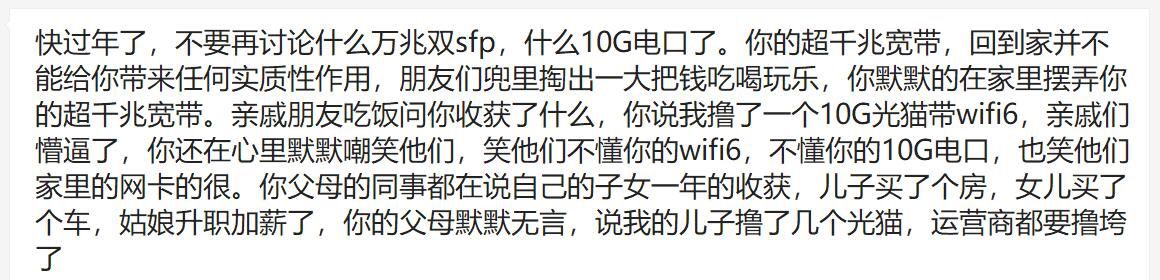 快过年了，不要再讨论什么万兆双sfp，什么10G电口了。你的超千兆宽带，回到家并不
能给你带来任何实质性作用，朋友们兜里掏出一大把钱吃喝玩乐，你默默的在家里摆弄你
的超千兆宽带。亲戚朋友吃饭问你收获了什么，你说我撸了一个10G光猫带wifi6，亲戚们
懵逼了，你还在心里默默嘲笑他们，笑他们不懂你的wifi6，不懂你的10G电口，也笑他们
家里的网卡的很。你父母的同事都在说自己的子女一年的收获，儿子买了个房，女儿买了
个车，姑娘升职加薪了，你的父母默默无言，说我的儿子撸了几个光猫，运营商都要撸垮
了